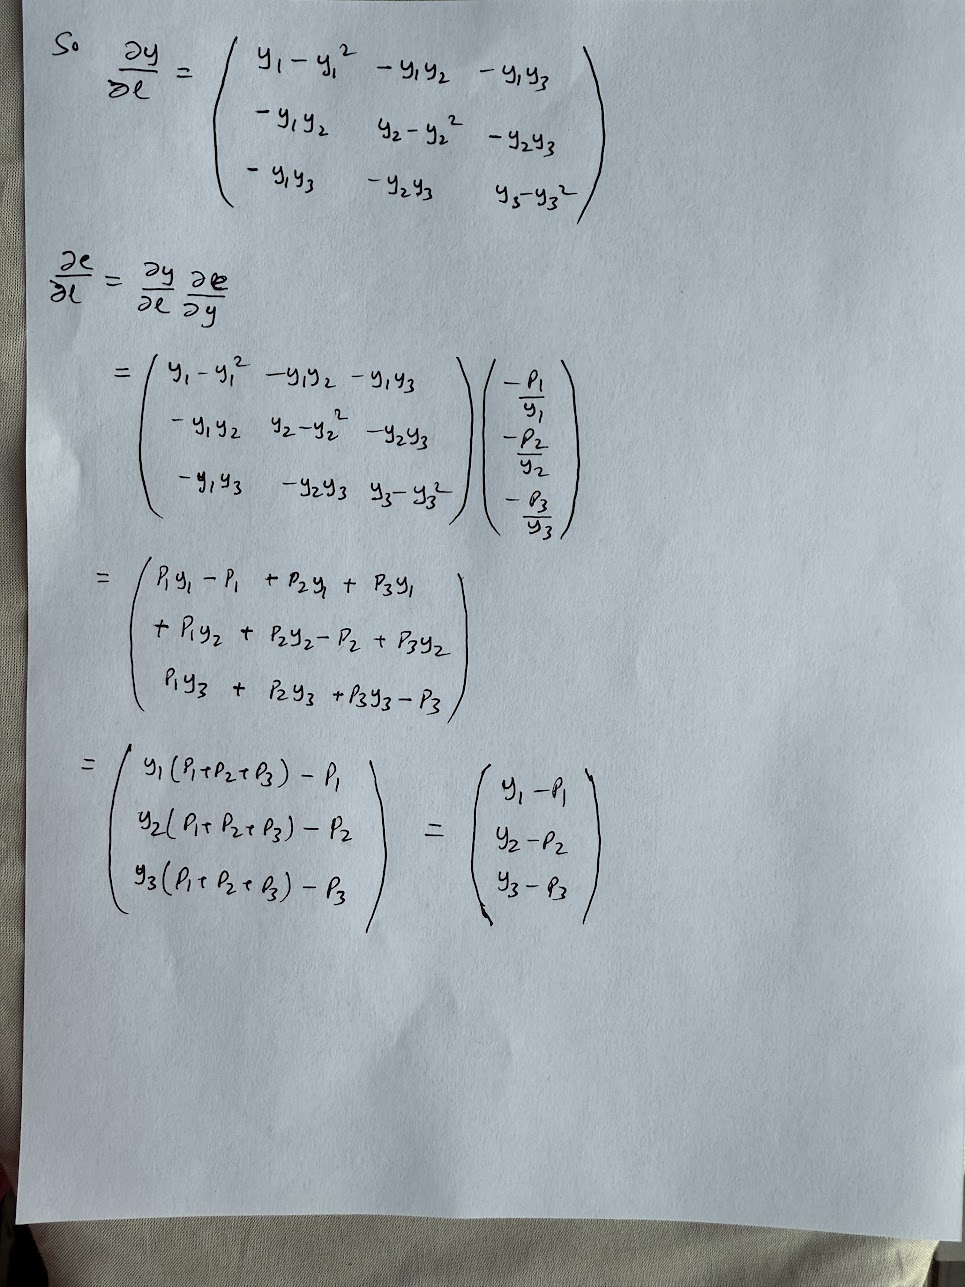 So ∂y/∂l = ( y₁ - y₁² - y₁y₂ - y₁y₃
- y₁y₂ y₂ - y₂² - y₂y₃
- y₁y₃ - y₂y₃ y₃ - y₃² )
∂e/∂l = ∂y/∂l ∂e/∂y
= ( y₁ - y₁² - y₁y₂ - y₁y₃
- y₁y₂ y₂ - y₂² - y₂y₃
- y₁y₃ - y₂y₃ y₃ - y₃² ) ( -P₁/y₁
-P₂/y₂
-P₃/y₃ )
= ( P₁y₁ - P₁ + P₂y₁ + P₃y₁
+ P₁y₂ + P₂y₂ - P₂ + P₃y₂
P₁y₃ + P₂y₃ + P₃y₃ - P₃ )
= ( y₁(P₁+P₂+P₃) - P₁
y₂(P₁+P₂+P₃) - P₂
y₃(P₁+P₂+P₃) - P₃ ) = ( y₁ - P₁
y₂ - P₂
y₃ - P₃ )